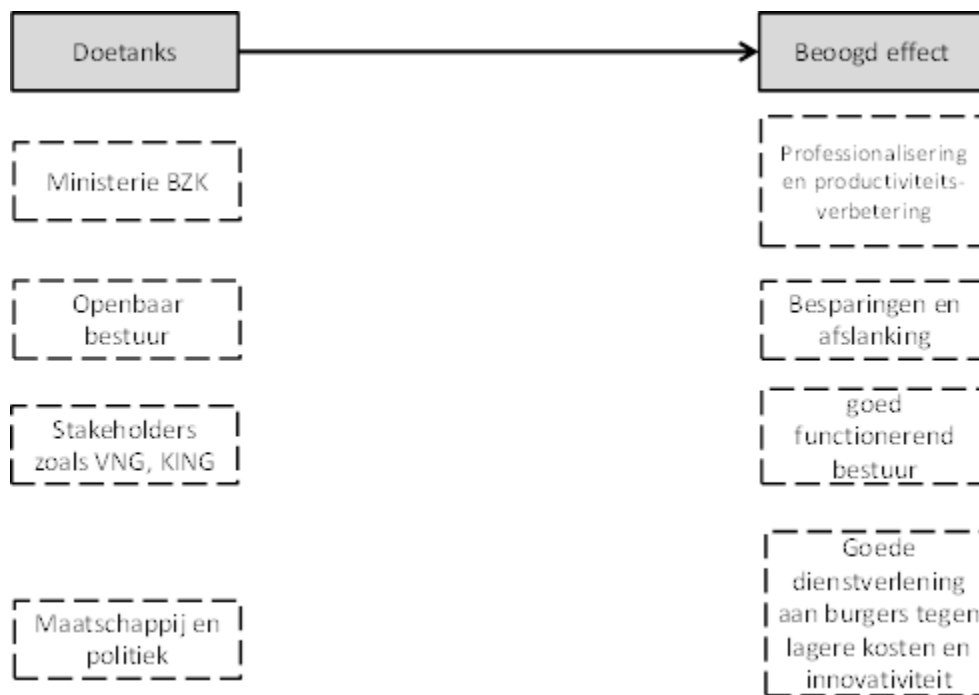 Doetanks
Beoogd effect
Ministerie BZK
Professionalisering
en productiviteits-
verbetering
Openbaar
bestuur
Besparingen en
afslanking
Stakeholders
zoals VNG, KING
goed
functionerend
bestuur
Maatschappij en
politiek
Goede
dienstverlening
aan burgers tegen
lagere kosten en
innovativiteit